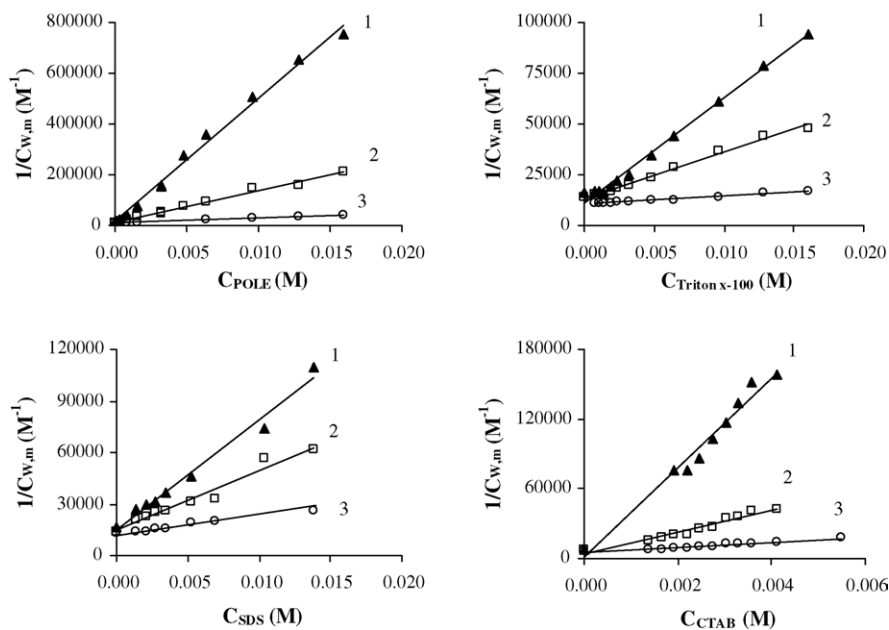 800000
600000
400000
200000
0
1/Cw,m (M⁻¹)
1
2
3
0.000 0.005 0.010 0.015 0.020
C_POLE (M)
100000
75000
50000
25000
0
1/Cw,m (M⁻¹)
1
2
3
0.000 0.005 0.010 0.015 0.020
C_Triton x-100 (M)
120000
90000
60000
30000
0
1/Cw,m (M⁻¹)
1
2
3
0.000 0.005 0.010 0.015 0.020
C_SDS (M)
180000
120000
60000
0
1/Cw,m (M⁻¹)
1
2
3
0.000 0.002 0.004 0.006
C_CTAB (M)